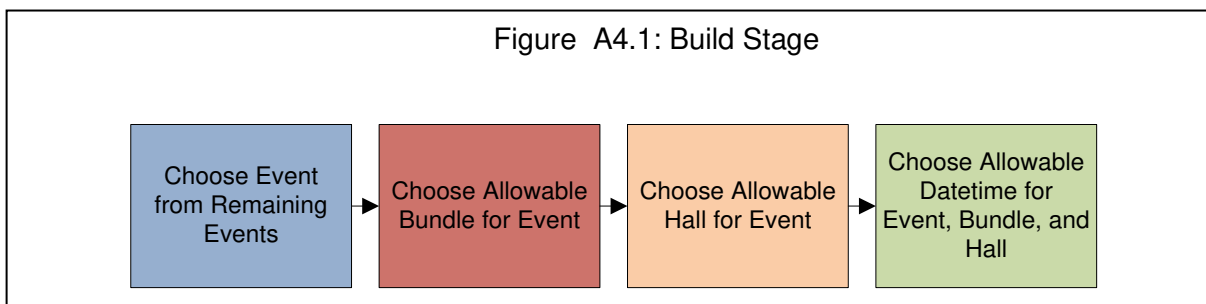 Figure  A4.1: Build Stage
Choose Event
from Remaining
Events
Choose Allowable
Bundle for Event
Choose Allowable
Hall for Event
Choose Allowable
Datetime for
Event, Bundle, and
Hall